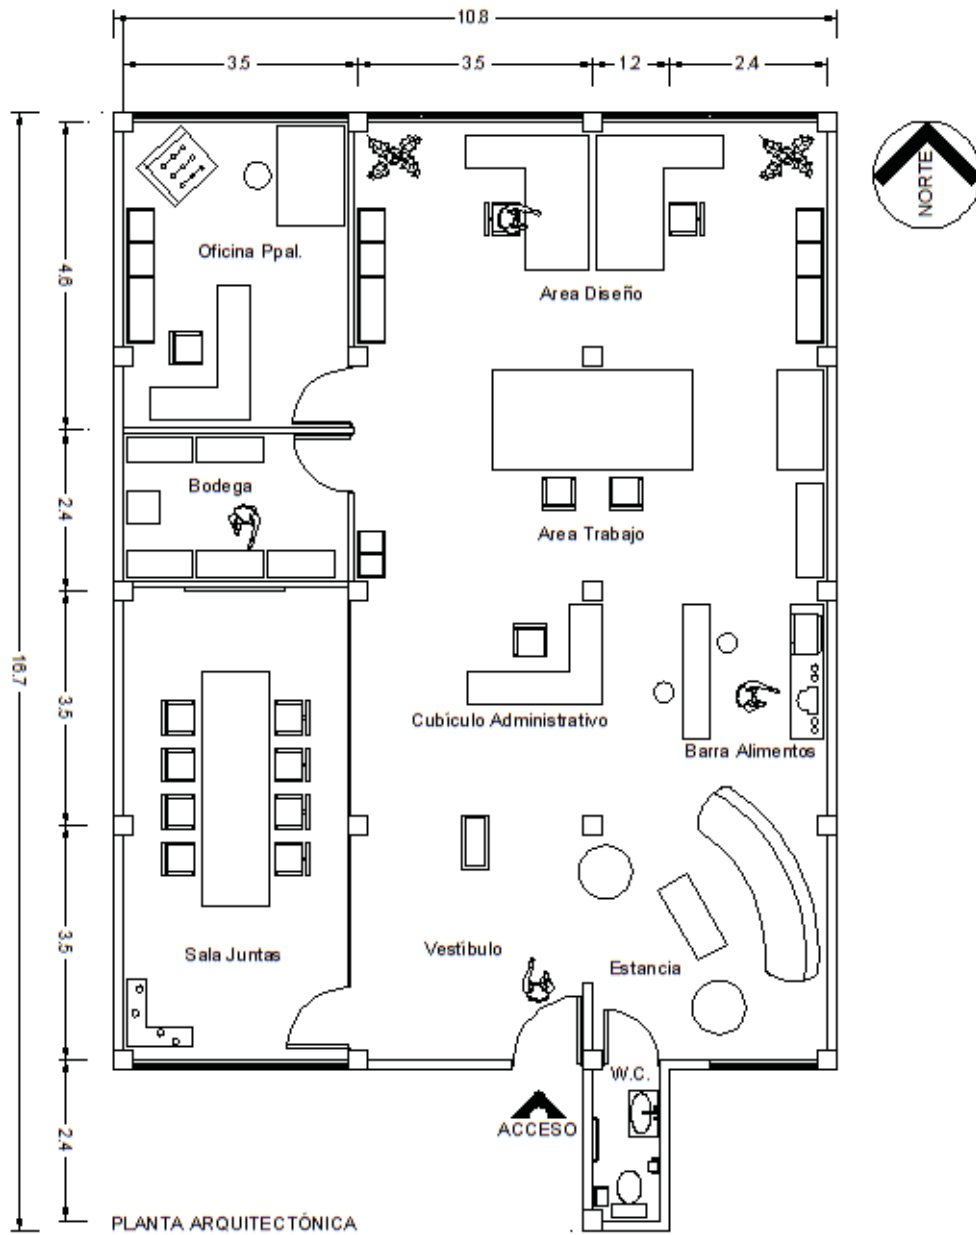 10.8
3.5
3.5
1.2
2.4
NORTE
4.6
Oficina Ppal.
Area Diseño
2.4
Bodega
Area Trabajo
16.7
3.5
Cubículo Administrativo
Barra Alimentos
3.5
Sala Juntas
Vestíbulo
Estancia
W.C.
2.4
ACCESO
PLANTA ARQUITECTÓNICA